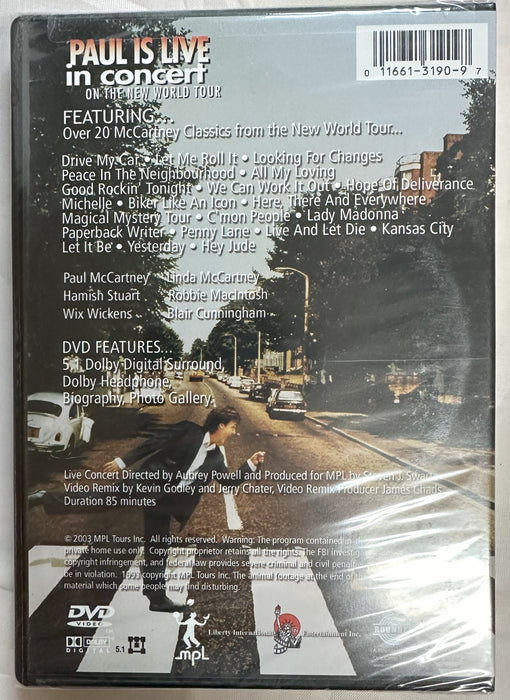 PAUL IS LIVE
in concert
ON THE NEW WORLD TOUR
0 11661-3190-9 7
FEATURING...
Over 20 McCartney Classics from the New World Tour...
Drive My Car • Let Me Roll It • Looking For Changes
Peace In The Neighbourhood • All My Loving
Good Rockin' Tonight • We Can Work It Out • Hope Of Deliverance
Michelle • Biker Like An Icon • Here, There And Everywhere
Magical Mystery Tour • C'mon People • Lady Madonna
Paperback Writer • Penny Lane • Live And Let Die • Kansas City
Let It Be • Yesterday • Hey Jude
Paul McCartney Linda McCartney
Hamish Stuart Robbie MacIntosh
Wix Wickens Blair Cunningham
DVD FEATURES...
5.1 Dolby Digital Surround,
Dolby Headphone,
Biography, Photo Gallery.
Live Concert Directed by Aubrey Powell and Produced for MPL by Steven J. Swartz
Video Remix by Kevin Godley and Jerry Chater, Video Remix Producer James Chads
Duration 85 minutes
© 2003 MPL Tours Inc. All rights reserved. Warning: The program contained in
private home use only. Copyright proprietor retains all the rights. The FBI
copyright infringement, and federal law provides severe criminal and civil
be in violation. 1993 copyright MPL Tours Inc. The animal footage at the end of
material which some people may find disturbing.
DVD
VIDEO
DOLBY
DIGITAL 5.1
mpL
Liberty International Entertainment Inc.